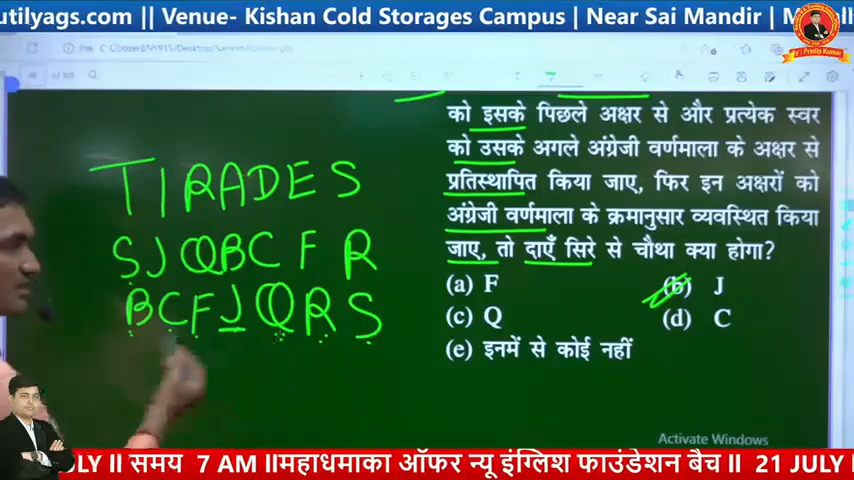 utilyags.com || Venue- Kishan Cold Storages Campus | Near Sai Mandir |
: Pradip Kumar
को इसके पिछले अक्षर से और प्रत्येक स्वर
को उसके अगले अंग्रेजी वर्णमाला के अक्षर से
प्रतिस्थापित किया जाए, फिर इन अक्षरों को
अंग्रेजी वर्णमाला के क्रमानुसार व्यवस्थित किया
जाए, तो दाएँ सिरे से चौथा क्या होगा?
(a) F
(b) J
(c) Q
(d) C
(e) इनमें से कोई नहीं
TIRADES
SJQBCFR
BCFJQRS
Activate Windows
JLY II समय 7 AM IIमहाधमाका ऑफर न्यू इंग्लिश फाउंडेशन बैच II 21 JULY